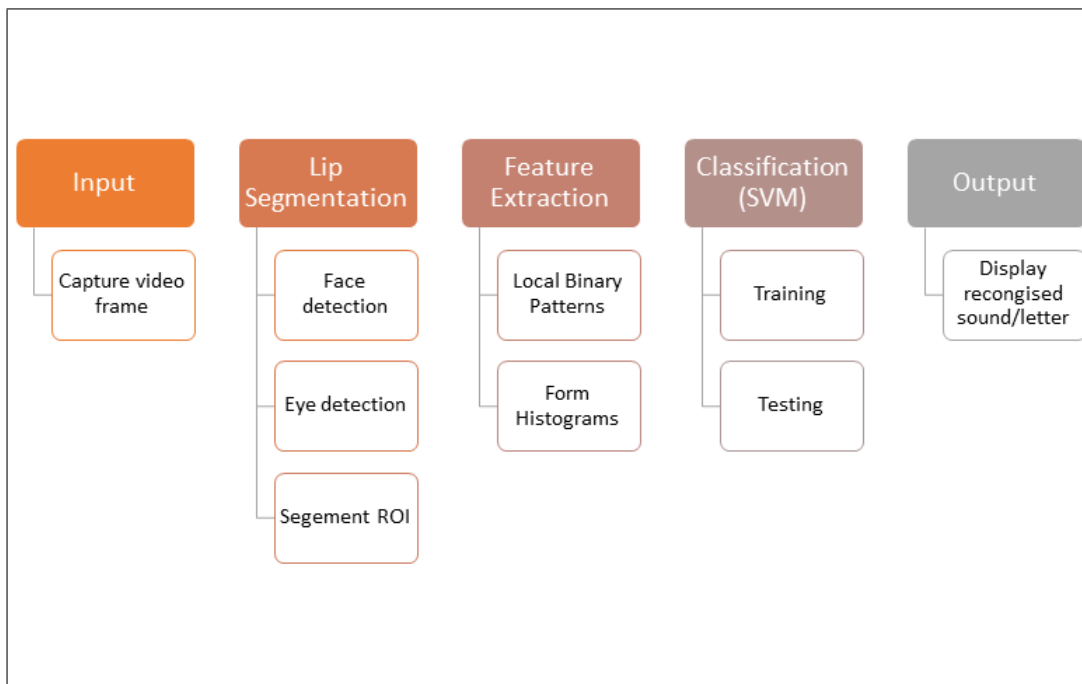 Input
Capture video
frame
Lip
Segmentation
Face
detection
Eye detection
Segement ROI
Feature
Extraction
Local Binary
Patterns
Form
Histograms
Classification
(SVM)
Training
Testing
Output
Display
recongised
sound/letter